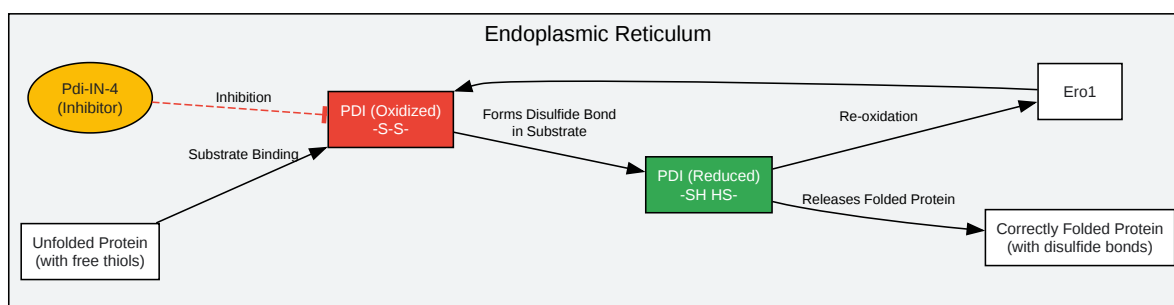 Endoplasmic Reticulum
Pdi-IN-4
(Inhibitor)
Inhibition
PDI (Oxidized)
-S-S-
Forms Disulfide Bond
in Substrate
Ero1
Re-oxidation
Substrate Binding
PDI (Reduced)
-SH HS-
Releases Folded Protein
Unfolded Protein
(with free thiols)
Correctly Folded Protein
(with disulfide bonds)